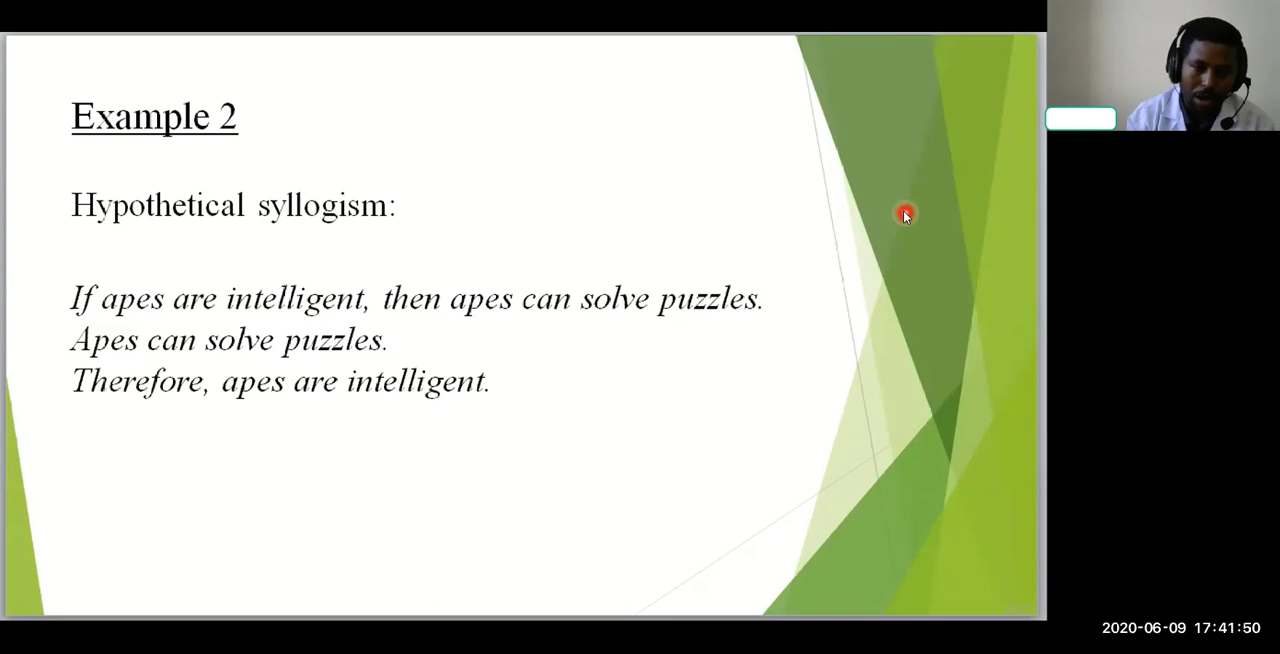 Example 2
Hypothetical syllogism:
If apes are intelligent, then apes can solve puzzles.
Apes can solve puzzles.
Therefore, apes are intelligent.
2020-06-09 17:41:50